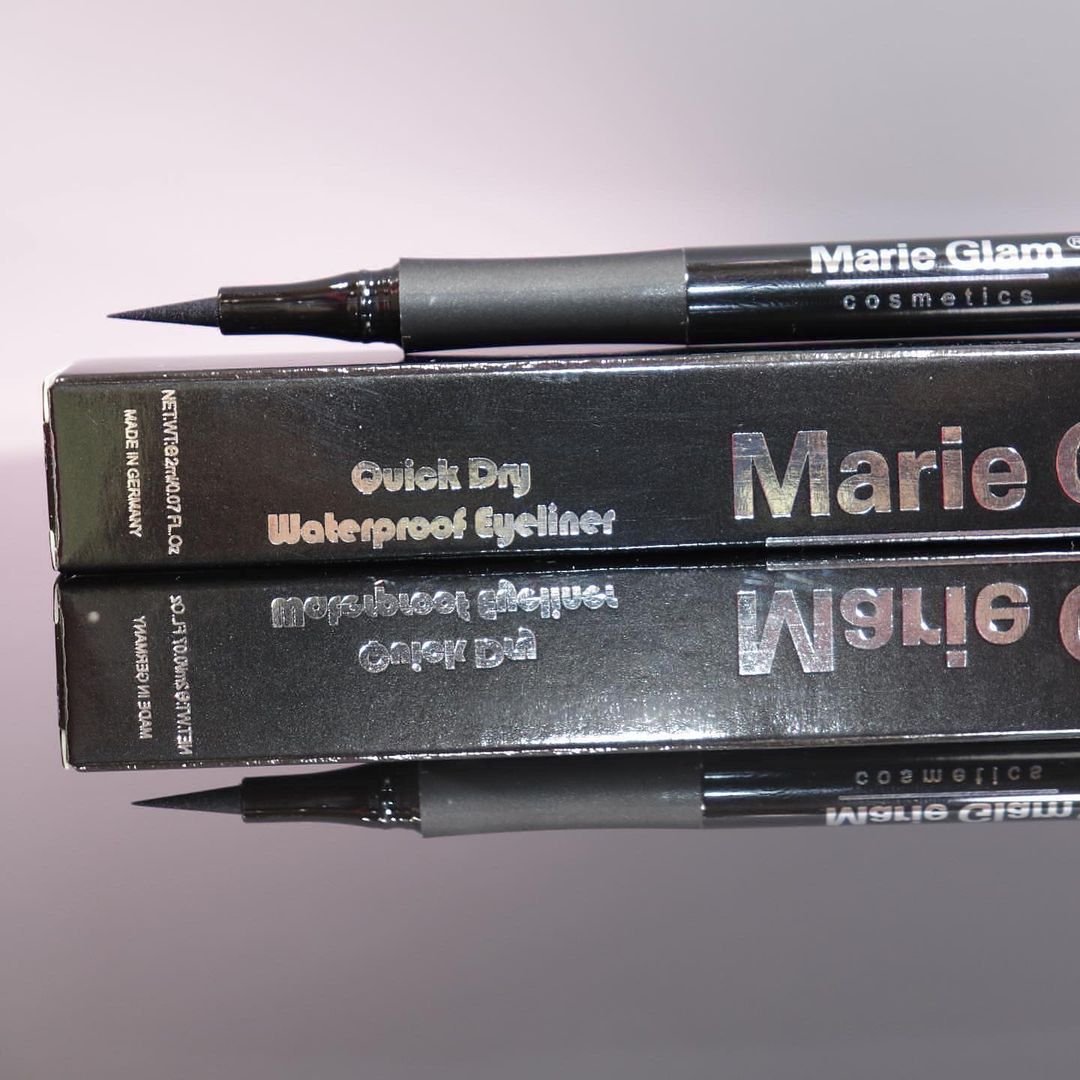 Marie Glam®
cosmetics
NET.WT:℮2ml/0.07 FL.Oz
MADE IN GERMANY
Quick Dry
Waterproof Eyeliner
Marie